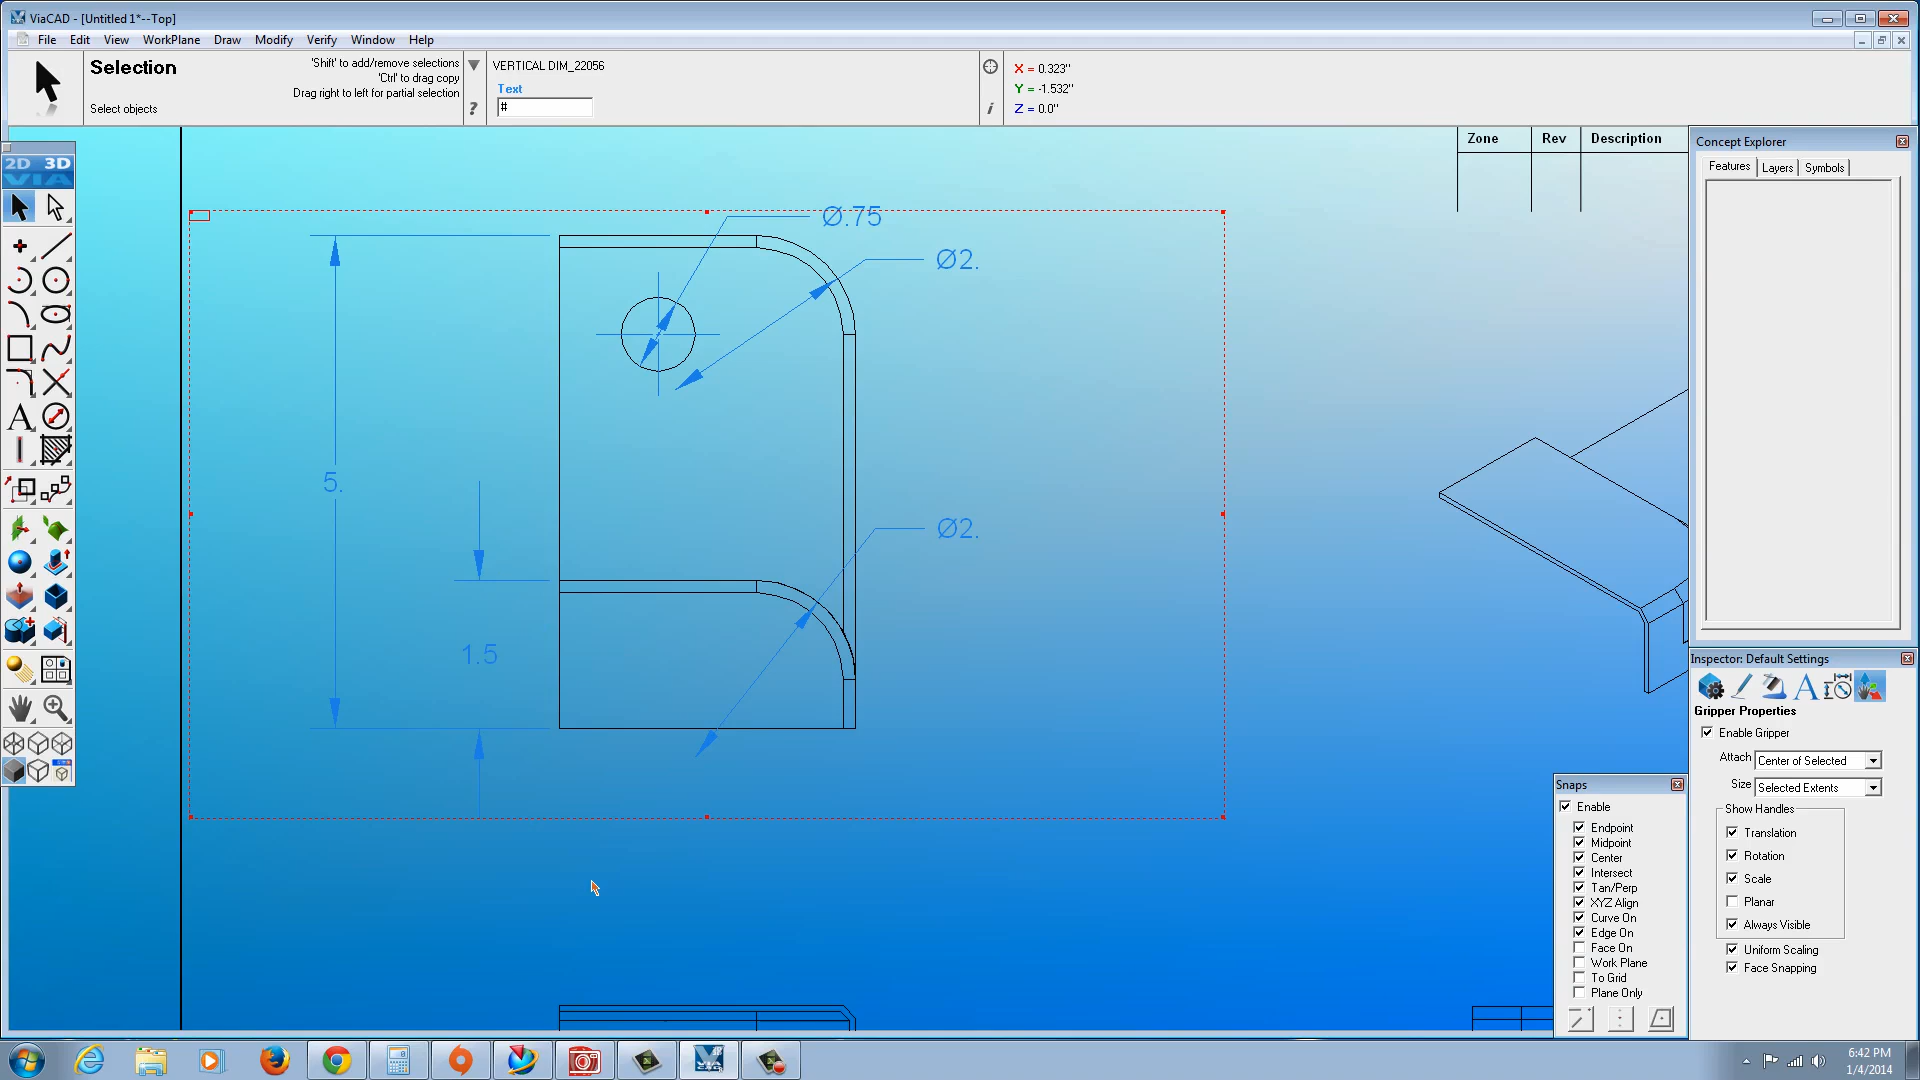 ViaCAD - [Untitled 1*--Top]
File Edit View WorkPlane Draw Modify Verify Window Help
Selection
'Shift' to add/remove selections
'Ctrl' to drag copy
Drag right to left for partial selection
Select objects
?
VERTICAL DIM_22056
Text
#
i
X = 0.323"
Y = -1.532"
Z = 0.0"
2D 3D
VIA
A
Zone Rev Description
Ø.75
Ø2.
5.
Ø2.
1.5
Concept Explorer
Features Layers Symbols
Inspector: Default Settings
A
Gripper Properties
Enable Gripper
Attach Center of Selected
Size Selected Extents
Show Handles
Translation
Rotation
Scale
Planar
Always Visible
Uniform Scaling
Face Snapping
Snaps
Enable
Endpoint
Midpoint
Center
Intersect
Tan/Perp
XYZ Align
Curve On
Edge On
Face On
Work Plane
To Grid
Plane Only
6:42 PM
1/4/2014